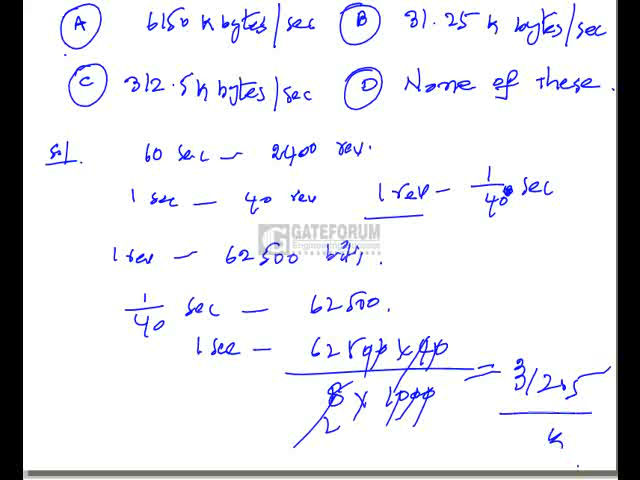 (A) 6150 k bytes/sec (B) 31.25 k bytes/sec
(C) 312.5 k bytes/sec (D) None of these.
Sol. 60 sec — 2400 rev.
1 sec — 40 rev 1 rev — 1/40 sec
GATEFORUM
1 rev — 62500 bits.
1/40 sec — 62500.
1 sec — 62500 x 40 / 8 x 1000 = 312.5 / k
2